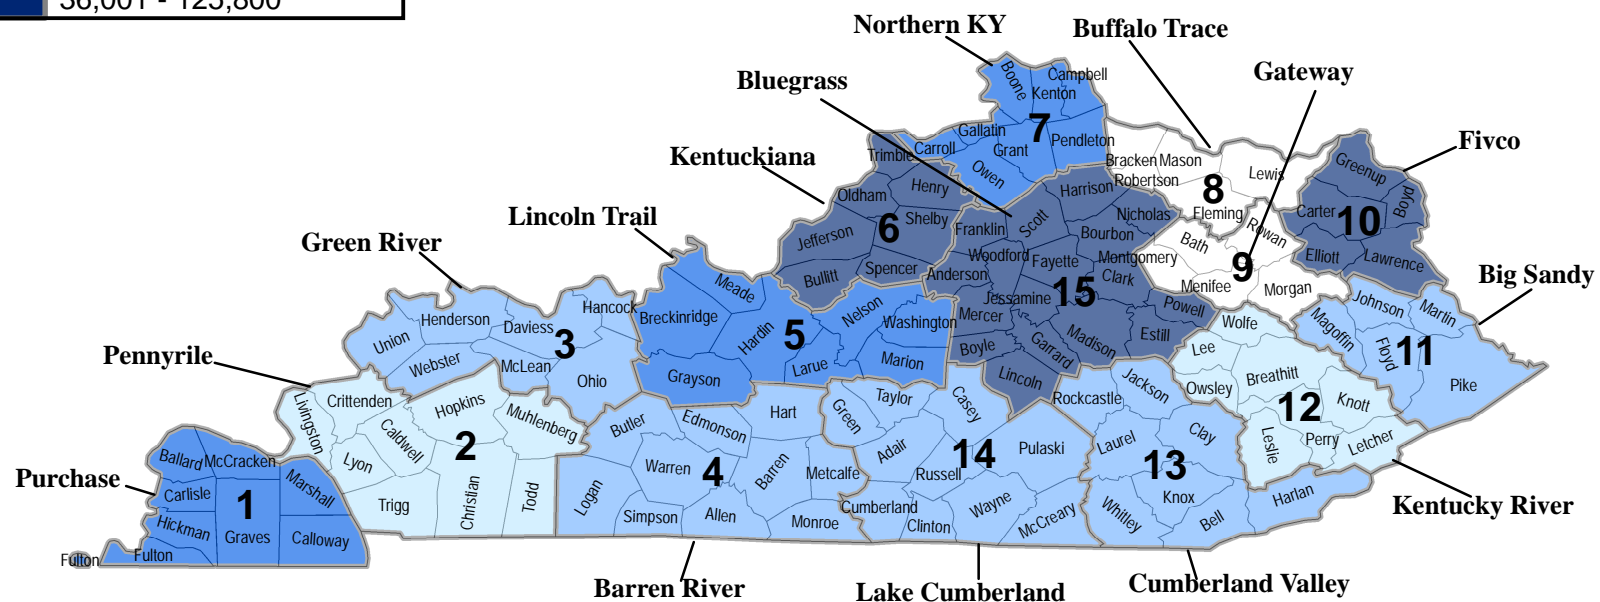 36,001 - 125,800
Northern KY
Buffalo Trace
Gateway
Bluegrass
Kentuckiana
Fivco
Lincoln Trail
Green River
Big Sandy
Pennyrile
Purchase
Kentucky River
Barren River
Lake Cumberland
Cumberland Valley
Boone
Campbell
Kenton
7
Gallatin
Carroll
Grant
Pendleton
Owen
Trimble
Oldham
Henry
Shelby
6
Jefferson
Bullitt
Spencer
Bracken
Mason
Robertson
Lewis
8
Fleming
Bath
Rowan
9
Menifee
Morgan
Greenup
Boyd
Carter
10
Elliott
Lawrence
Harrison
Scott
Nicholas
Franklin
Bourbon
Woodford
Fayette
Montgomery
Anderson
Clark
15
Jessamine
Mercer
Powell
Boyle
Garrard
Madison
Estill
Lincoln
Meade
Breckinridge
Hardin
5
Nelson
Washington
Larue
Marion
Grayson
Hancock
Henderson
Daviess
Union
3
Webster
McLean
Ohio
Johnson
Martin
Magoffin
Floyd
11
Pike
Wolfe
Lee
Owsley
Breathitt
12
Knott
Leslie
Perry
Letcher
Crittenden
Livingston
Hopkins
Muhlenberg
Caldwell
2
Lyon
Trigg
Christian
Todd
Butler
Edmonson
Hart
Warren
4
Barren
Metcalfe
Logan
Simpson
Allen
Monroe
Taylor
Green
Casey
Adair
14
Pulaski
Russell
Cumberland
Clinton
Wayne
McCreary
Rockcastle
Jackson
Laurel
Clay
13
Knox
Whitley
Bell
Harlan
Ballard
McCracken
Carlisle
1
Marshall
Hickman
Graves
Calloway
Fulton
Fulton